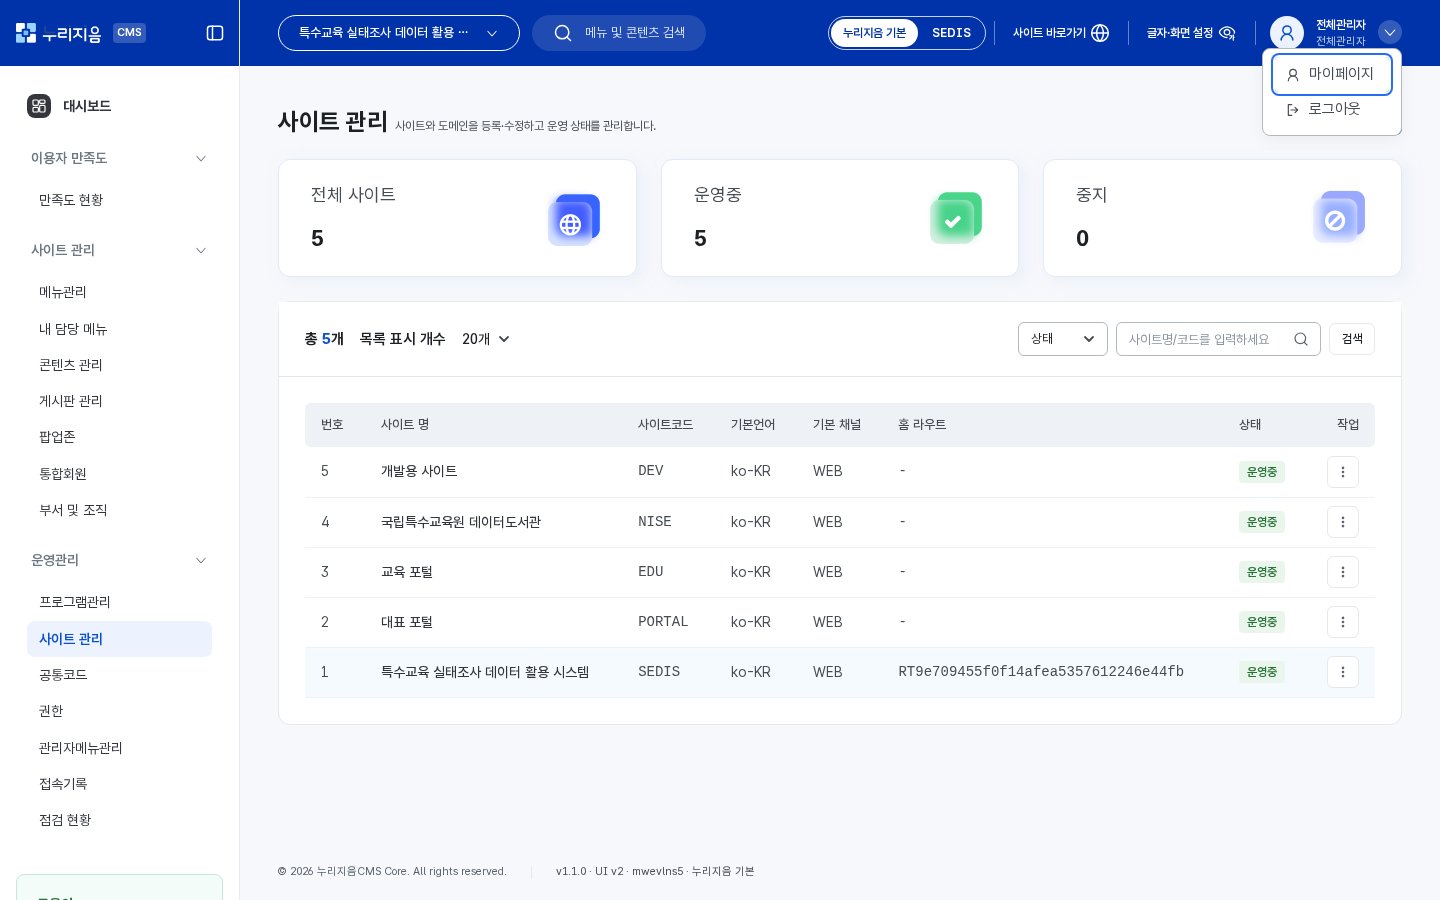 누리지음 CMS
특수교육 실태조사 데이터 활용 ···
메뉴 및 콘텐츠 검색
누리지음 기본 SEDIS
사이트 바로가기
글자·화면 설정
전체관리자
전체관리자
마이페이지
로그아웃
대시보드
이용자 만족도
만족도 현황
사이트 관리
메뉴관리
내 담당 메뉴
콘텐츠 관리
게시판 관리
팝업존
통합회원
부서 및 조직
운영관리
프로그램관리
사이트 관리
공통코드
권한
관리자메뉴관리
접속기록
점검 현황
사이트 관리 사이트와 도메인을 등록·수정하고 운영 상태를 관리합니다.
전체 사이트
5
운영중
5
중지
0
총 5개 목록 표시 개수 20개
상태 사이트명/코드를 입력하세요 검색
번호 사이트 명 사이트코드 기본언어 기본 채널 홈 라우트 상태 작업
5 개발용 사이트 DEV ko-KR WEB - 운영중
4 국립특수교육원 데이터도서관 NISE ko-KR WEB - 운영중
3 교육 포털 EDU ko-KR WEB - 운영중
2 대표 포털 PORTAL ko-KR WEB - 운영중
1 특수교육 실태조사 데이터 활용 시스템 SEDIS ko-KR WEB RT9e709455f0f14afea5357612246e44fb 운영중
© 2026 누리지음CMS Core. All rights reserved.
v1.1.0 · UI v2 · mwevlns5 · 누리지음 기본